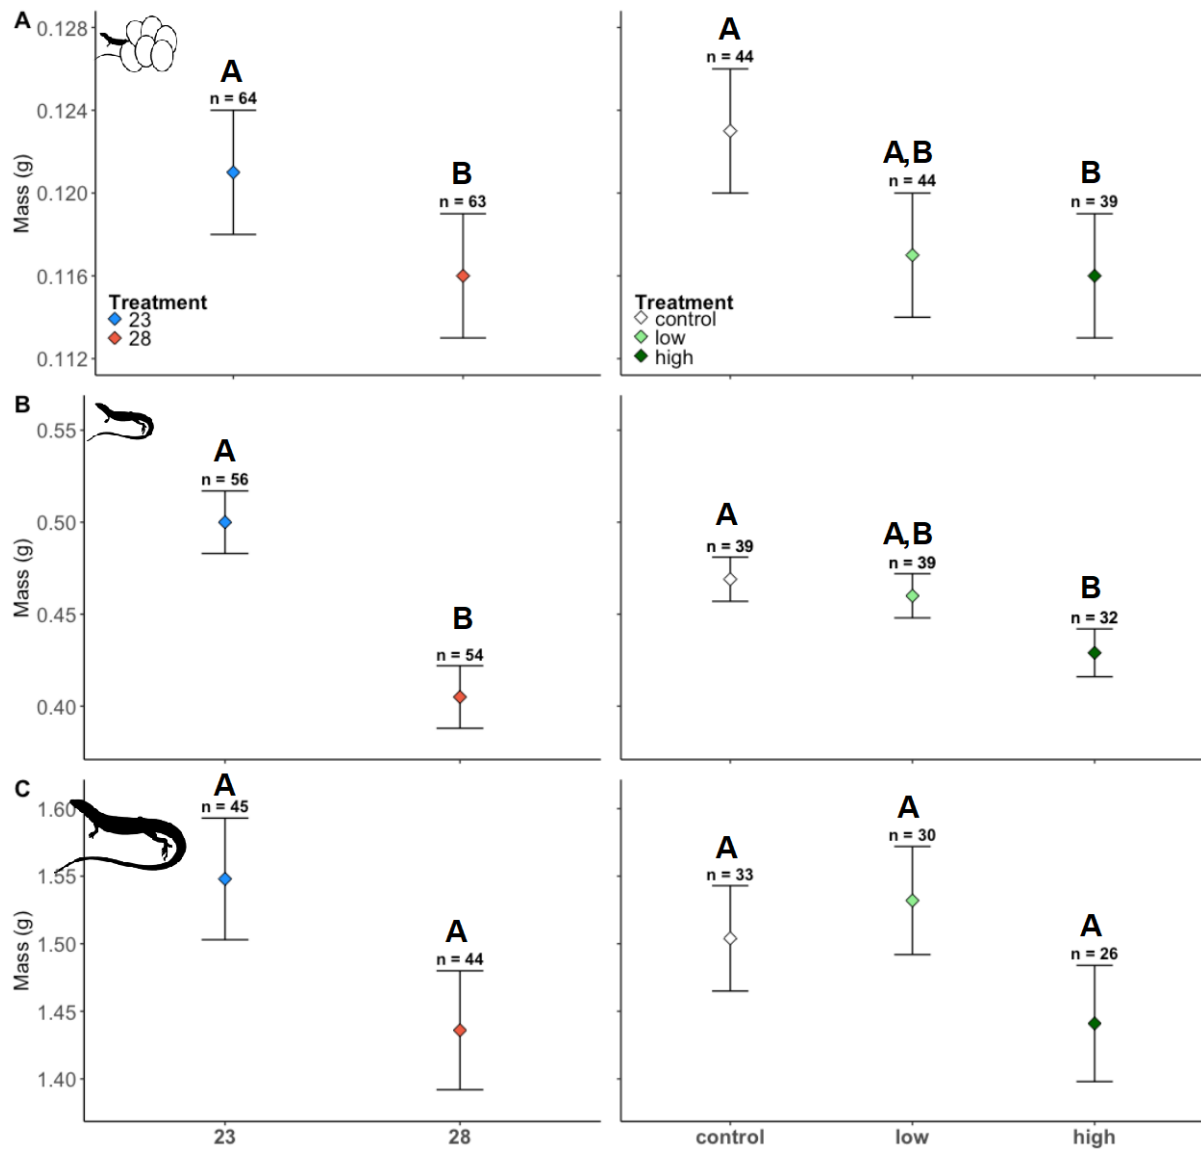 A
0.128
0.124
0.120
0.116
0.112
Mass (g)
A
n = 64
B
n = 63
Treatment
23
28
A
n = 44
A,B
n = 44
B
n = 39
Treatment
control
low
high
B
0.55
0.50
0.45
0.40
Mass (g)
A
n = 56
B
n = 54
A
n = 39
A,B
n = 39
B
n = 32
C
1.60
1.55
1.50
1.45
1.40
Mass (g)
A
n = 45
A
n = 44
A
n = 33
A
n = 30
A
n = 26
23 28
control low high